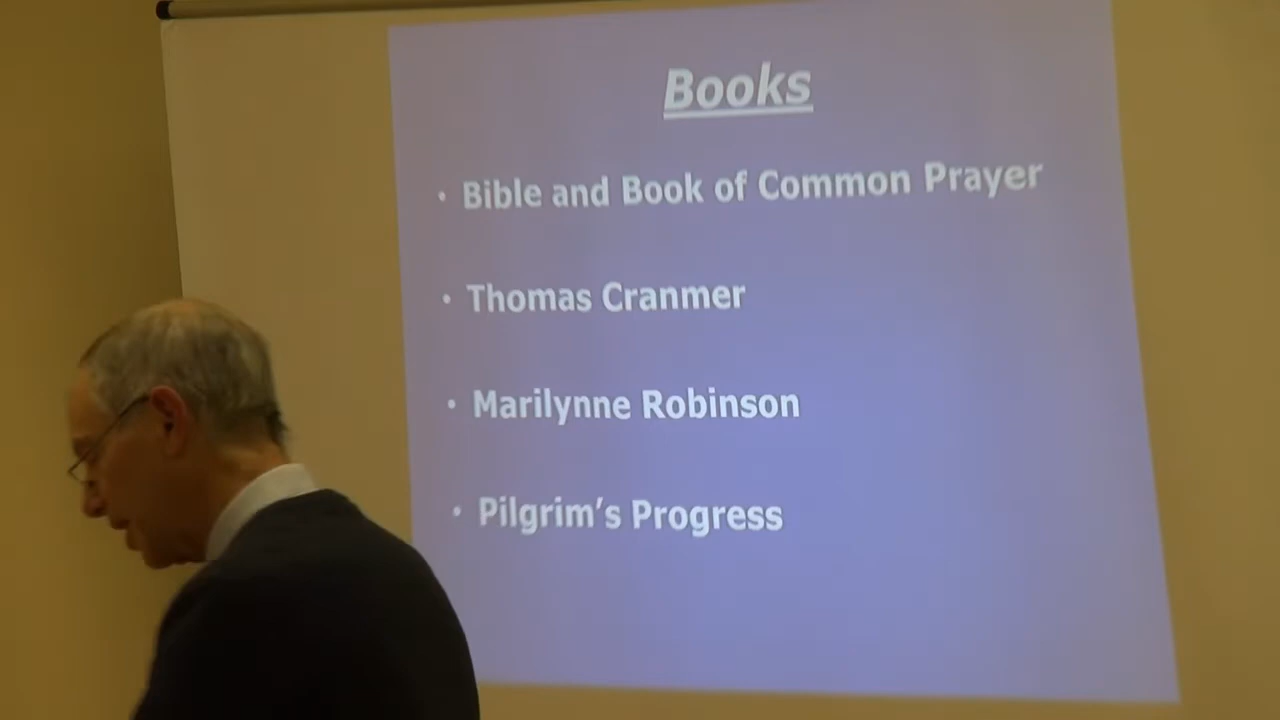 Books
• Bible and Book of Common Prayer
• Thomas Cranmer
• Marilynne Robinson
• Pilgrim's Progress